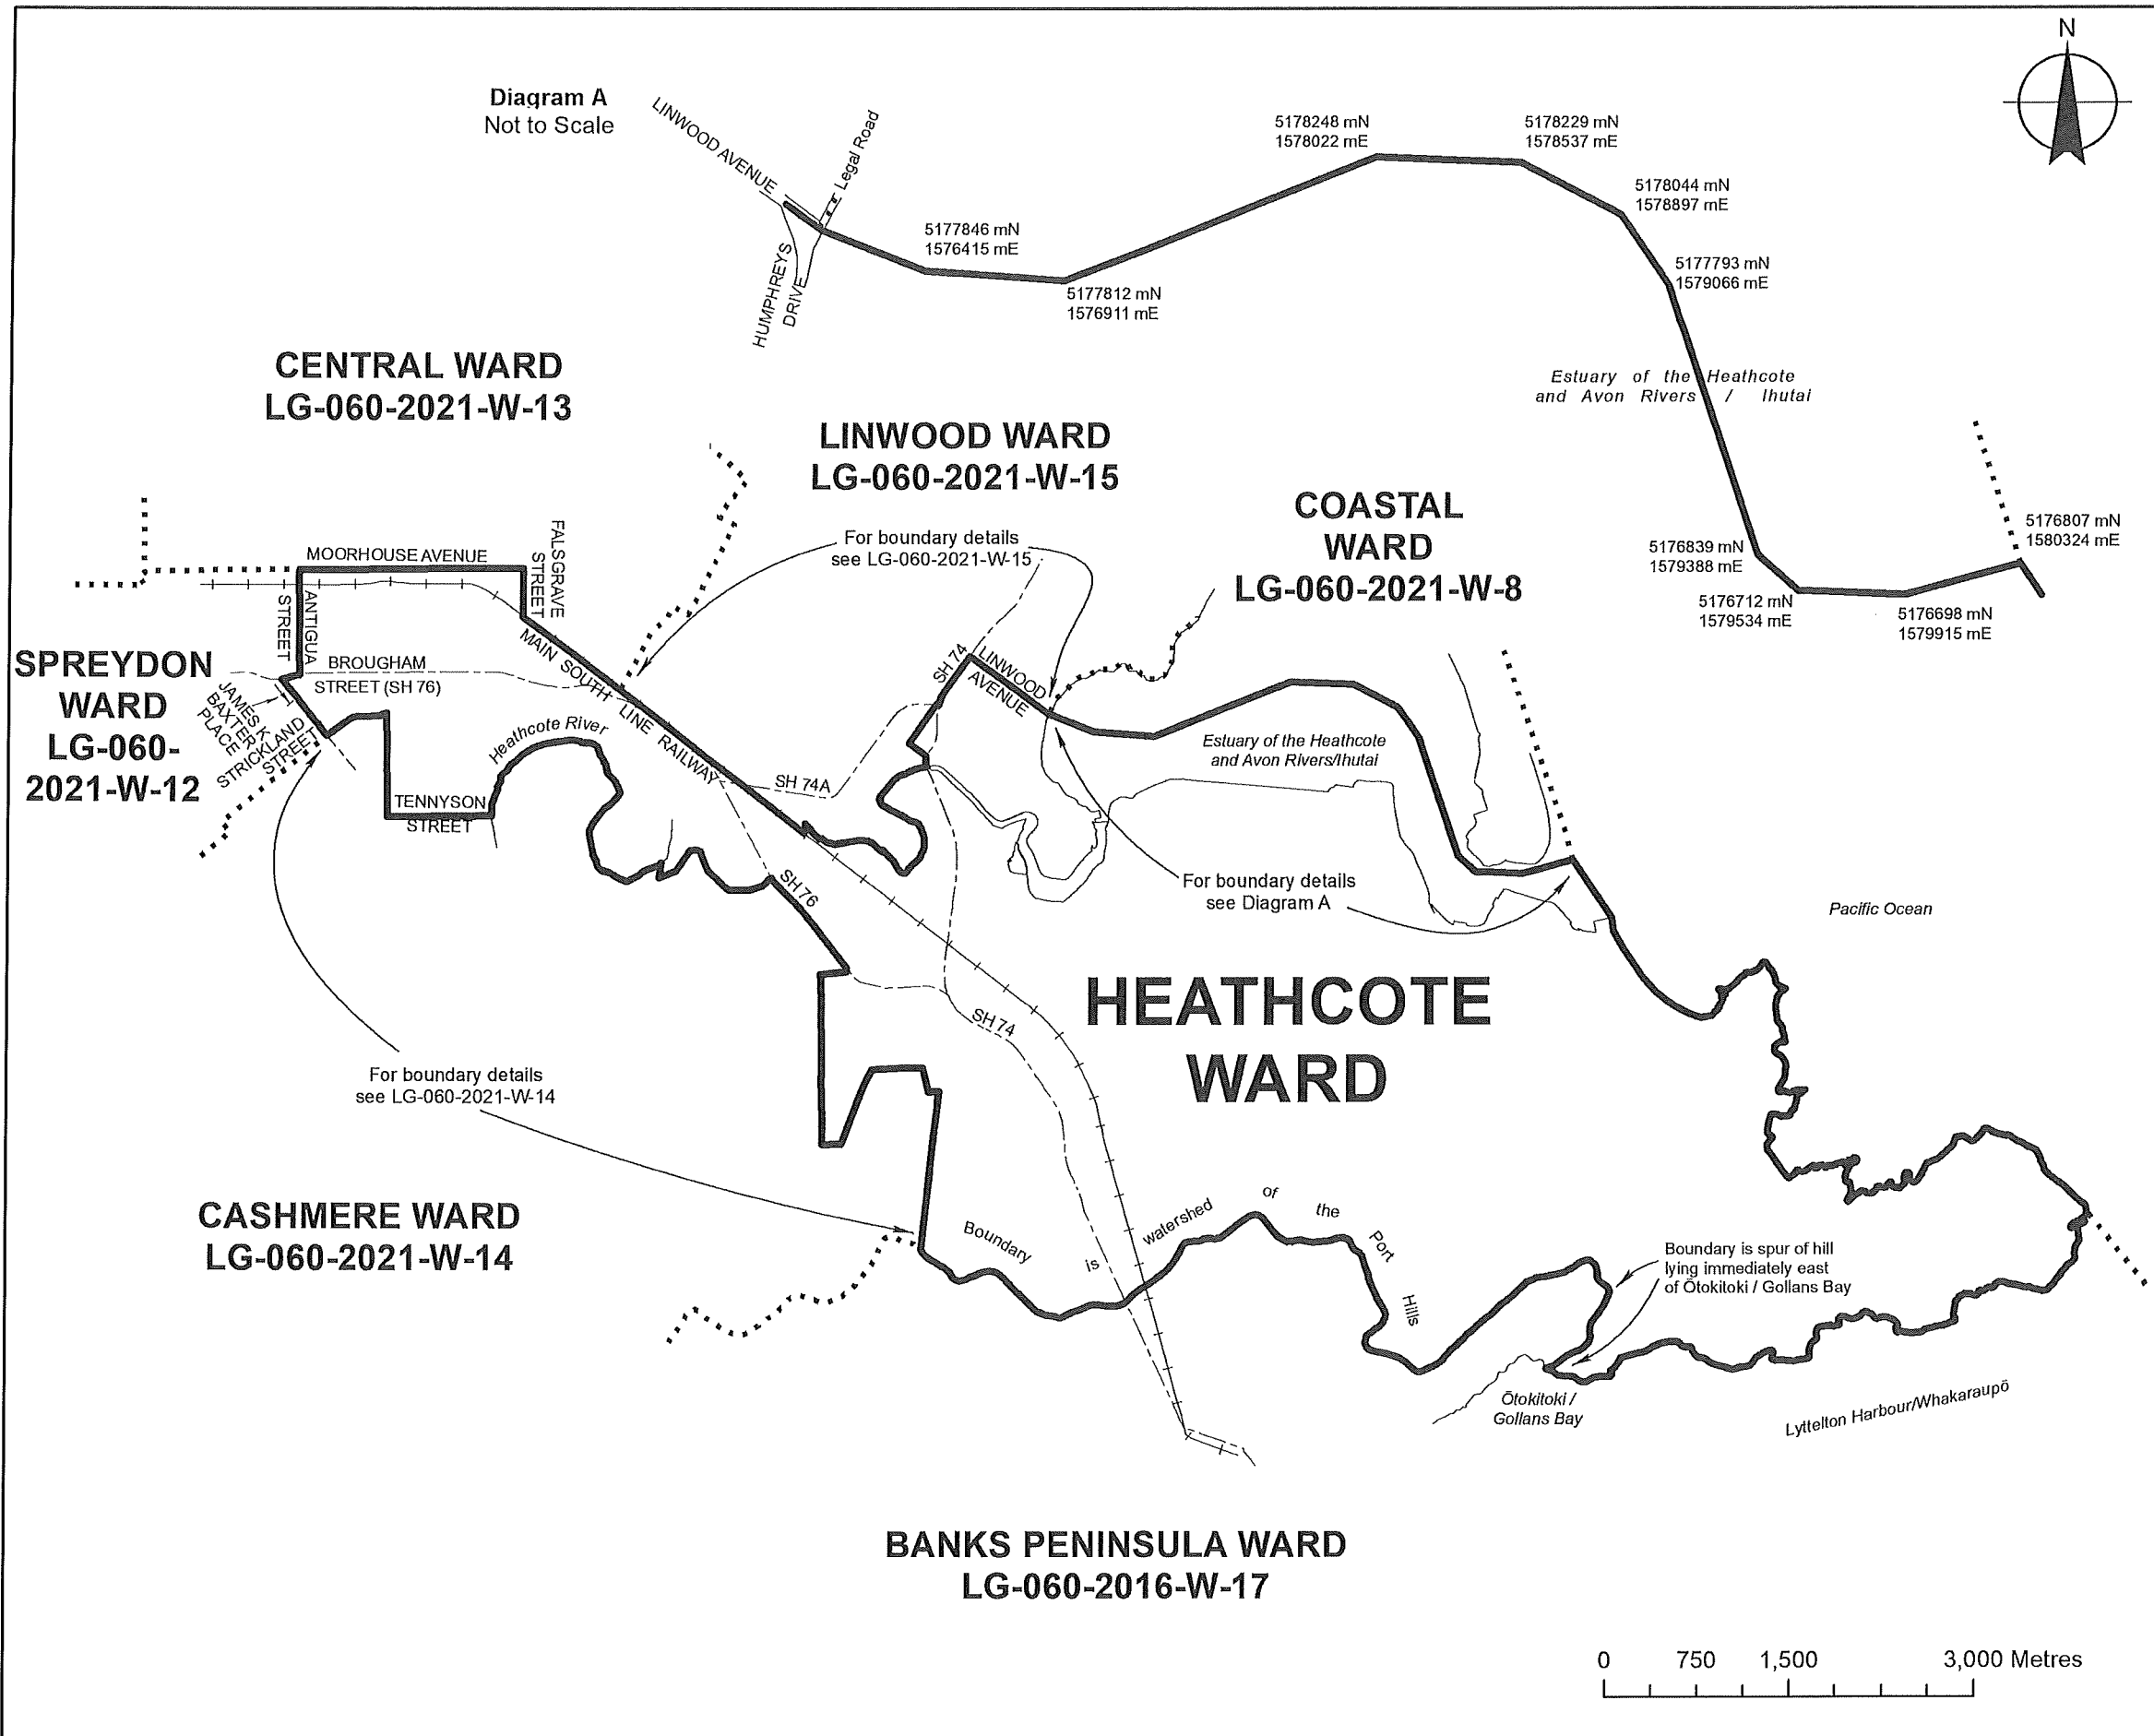 N
Diagram A
Not to Scale
LINWOOD AVENUE
Legal Road
HUMPHREYS
DRIVE
5177846 mN
1576415 mE
5177812 mN
1576911 mE
5178248 mN
1578022 mE
5178229 mN
1578537 mE
5178044 mN
1578897 mE
5177793 mN
1579066 mE
Estuary of the Heathcote
and Avon Rivers / Ihutai
5176839 mN
1579388 mE
5176712 mN
1579534 mE
5176698 mN
1579915 mE
5176807 mN
1580324 mE
CENTRAL WARD
LG-060-2021-W-13
LINWOOD WARD
LG-060-2021-W-15
COASTAL
WARD
LG-060-2021-W-8
For boundary details
see LG-060-2021-W-15
MOORHOUSE AVENUE
FALSGRAVE
STREET
ANTIGUA
STREET
SPREYDON
WARD
LG-060-
2021-W-12
BROUGHAM
STREET (SH 76)
JAMES K
BAXTER
PLACE
STRICKLAND
STREET
MAIN SOUTH LINE RAILWAY
Heathcote River
TENNYSON
STREET
SH 74
LINWOOD
AVENUE
SH 74A
SH 76
Estuary of the Heathcote
and Avon Rivers/Ihutai
For boundary details
see Diagram A
Pacific Ocean
HEATHCOTE
WARD
SH 74
For boundary details
see LG-060-2021-W-14
CASHMERE WARD
LG-060-2021-W-14
Boundary is watershed of the Port Hills
Boundary is spur of hill
lying immediately east
of Ōtokitoki / Gollans Bay
Ōtokitoki /
Gollans Bay
Lyttelton Harbour/Whakaraupō
BANKS PENINSULA WARD
LG-060-2016-W-17
0 750 1,500 3,000 Metres